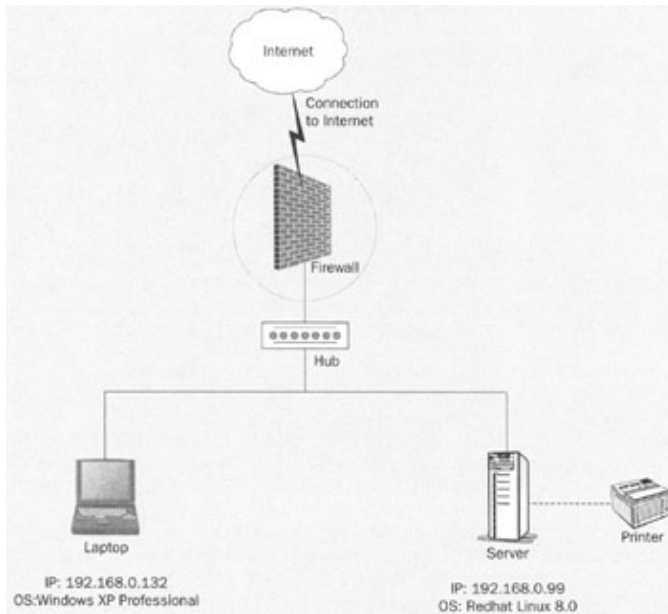 Internet
Connection
to Internet
Firewall
Hub
Laptop
IP: 192.168.0.132
OS:Windows XP Professional
Server
Printer
IP: 192.168.0.99
OS: Redhat Linux 8.0